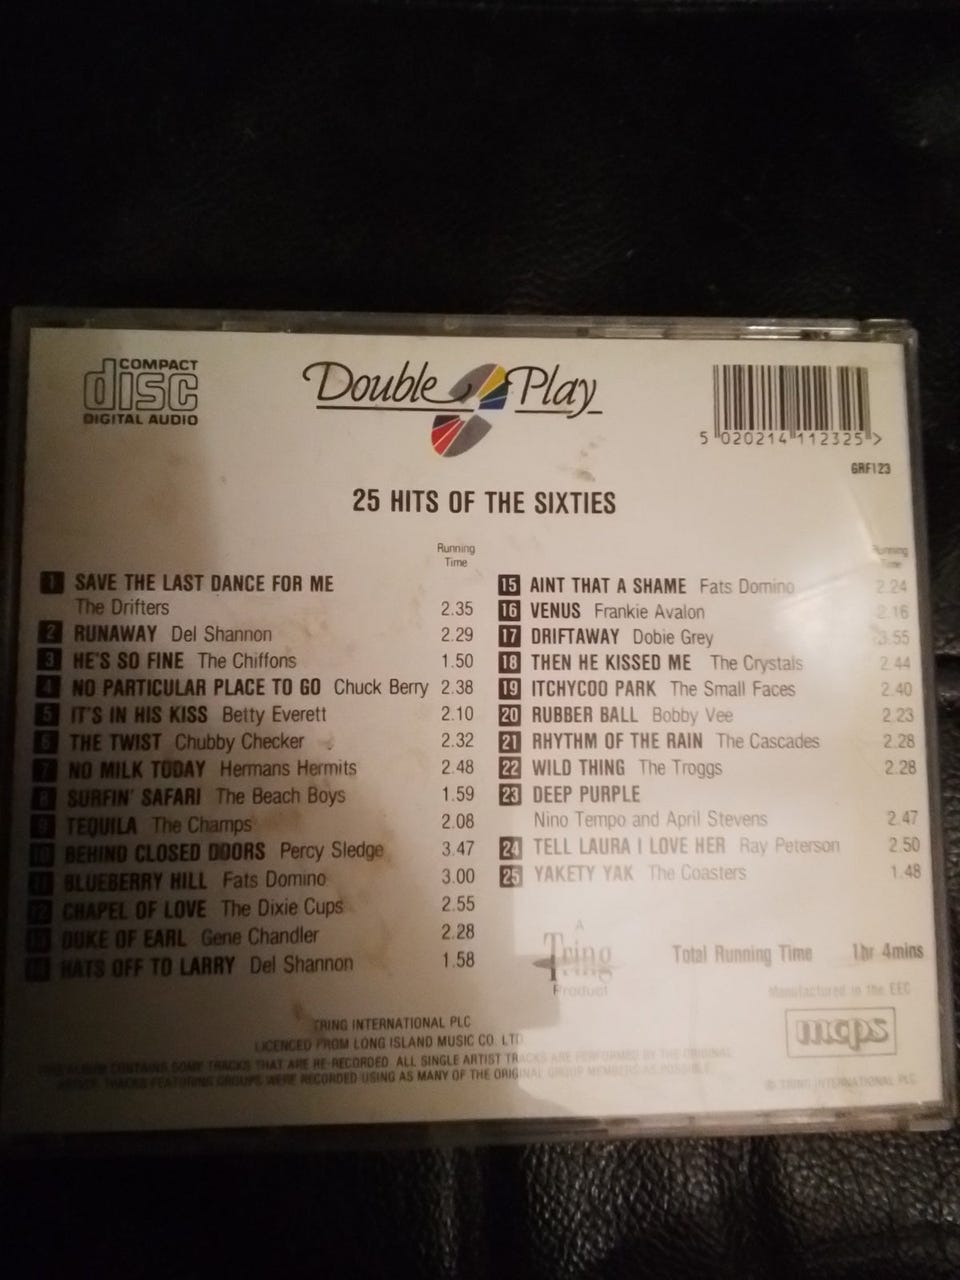 COMPACT
disc
DIGITAL AUDIO
Double Play
5 020214 112325 >
GRF123
25 HITS OF THE SIXTIES
Running
Time
1 SAVE THE LAST DANCE FOR ME
The Drifters 2.35
2 RUNAWAY Del Shannon 2.29
3 HE'S SO FINE The Chiffons 1.50
4 NO PARTICULAR PLACE TO GO Chuck Berry 2.38
5 IT'S IN HIS KISS Betty Everett 2.10
6 THE TWIST Chubby Checker 2.32
7 NO MILK TODAY Hermans Hermits 2.48
8 SURFIN' SAFARI The Beach Boys 1.59
9 TEQUILA The Champs 2.08
10 BEHIND CLOSED DOORS Percy Sledge 3.47
11 BLUEBERRY HILL Fats Domino 3.00
12 CHAPEL OF LOVE The Dixie Cups 2.55
13 DUKE OF EARL Gene Chandler 2.28
14 HATS OFF TO LARRY Del Shannon 1.58
Running
Time
15 AINT THAT A SHAME Fats Domino 2.24
16 VENUS Frankie Avalon 2.16
17 DRIFTAWAY Dobie Grey 3.55
18 THEN HE KISSED ME The Crystals 2.44
19 ITCHYCOO PARK The Small Faces 2.40
20 RUBBER BALL Bobby Vee 2.23
21 RHYTHM OF THE RAIN The Cascades 2.28
22 WILD THING The Troggs 2.28
23 DEEP PURPLE
Nino Tempo and April Stevens 2.47
24 TELL LAURA I LOVE HER Ray Peterson 2.50
25 YAKETY YAK The Coasters 1.48
A
Tring
Product
Total Running Time 1hr 4mins
Manufactured in the EEC
mcps
TRING INTERNATIONAL PLC
LICENCED FROM LONG ISLAND MUSIC CO. LTD
THIS ALBUM CONTAINS SOME TRACKS THAT ARE RE-RECORDED. ALL SINGLE ARTIST TRACKS ARE PERFORMED BY THE ORIGINAL
ARTIST. TRACKS FEATURING GROUPS WERE RECORDED USING AS MANY OF THE ORIGINAL GROUP MEMBERS AS POSSIBLE
© TRING INTERNATIONAL PLC